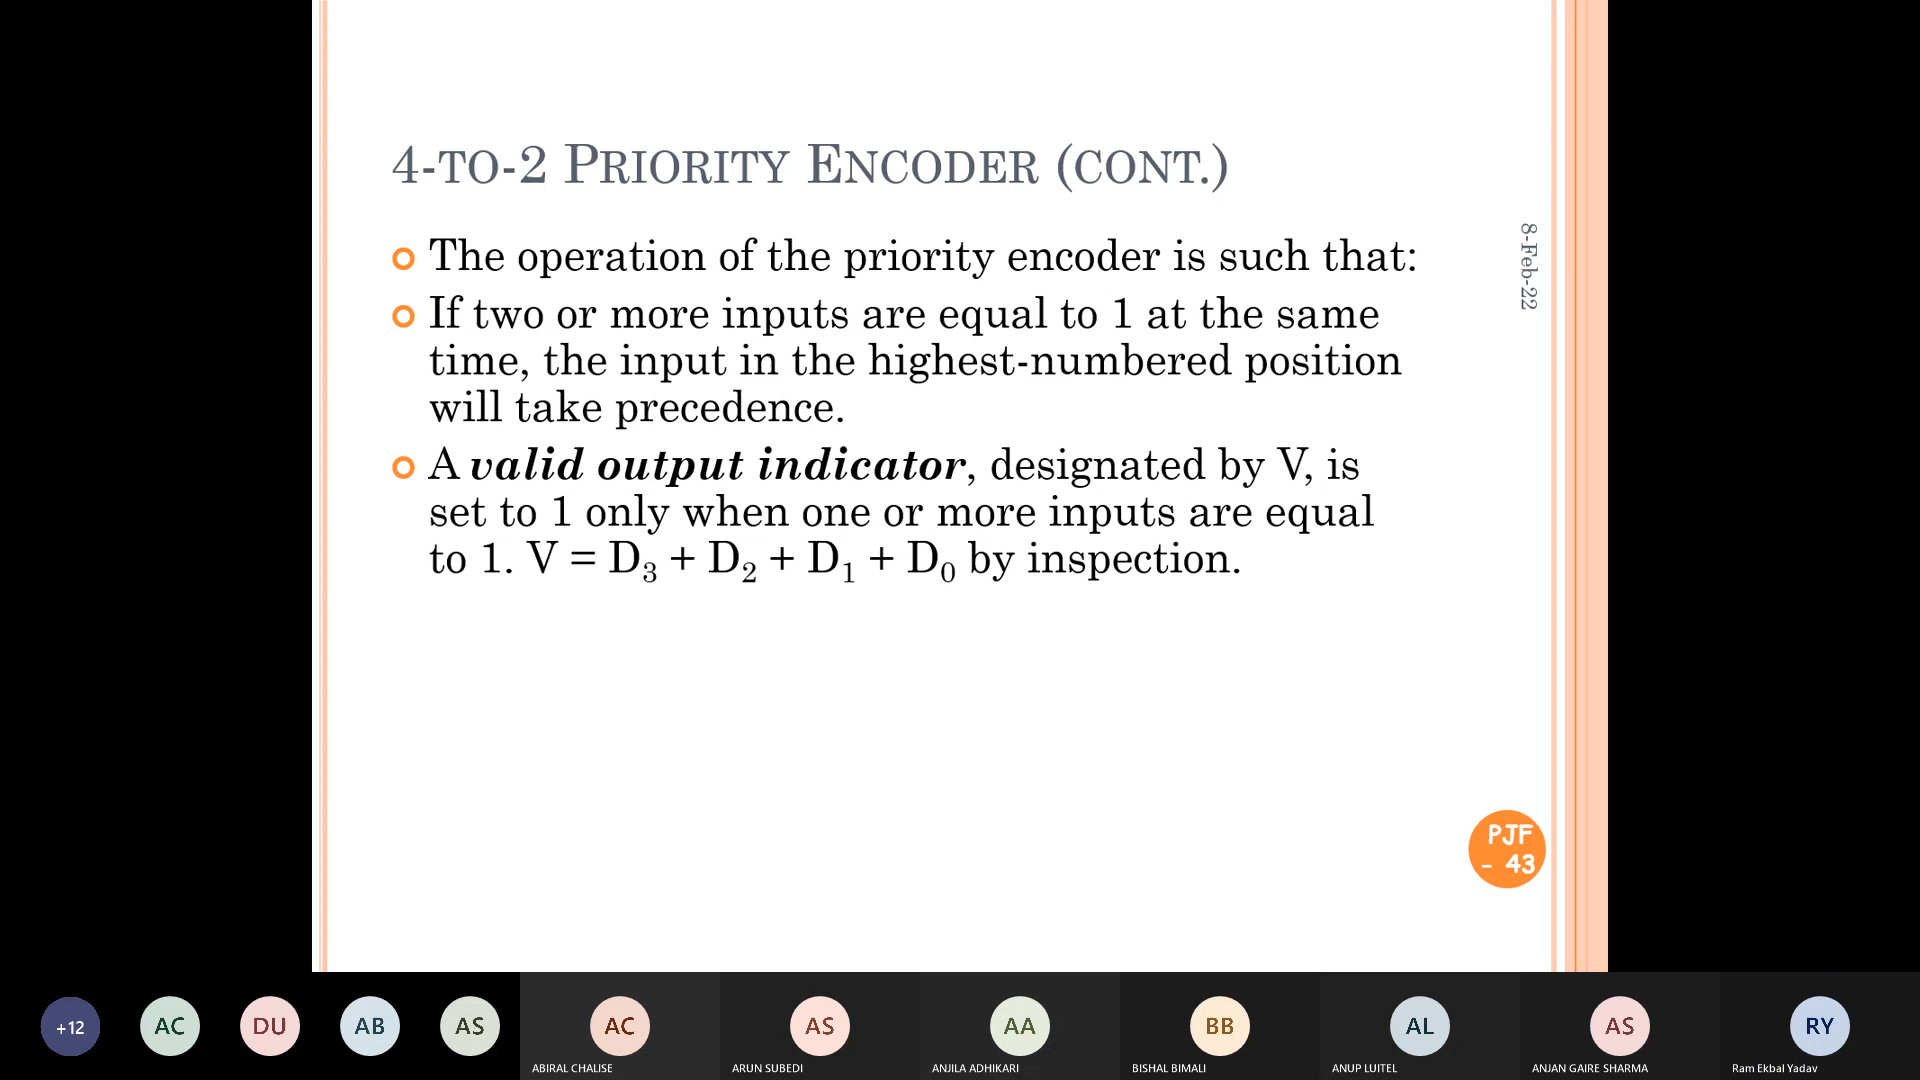 4-TO-2 PRIORITY ENCODER (CONT.)
The operation of the priority encoder is such that:
If two or more inputs are equal to 1 at the same
time, the input in the highest-numbered position
will take precedence.
A valid output indicator, designated by V, is
set to 1 only when one or more inputs are equal
to 1. V = D₃ + D₂ + D₁ + D₀ by inspection.
8-Feb-22
PJF
- 43
+12
AC
DU
AB
AS
AC
ABIRAL CHALISE
AS
ARUN SUBEDI
AA
ANJILA ADHIKARI
BB
BISHAL BIMALI
AL
ANUP LUITEL
AS
ANJAN GAIRE SHARMA
RY
Ram Ekbal Yadav